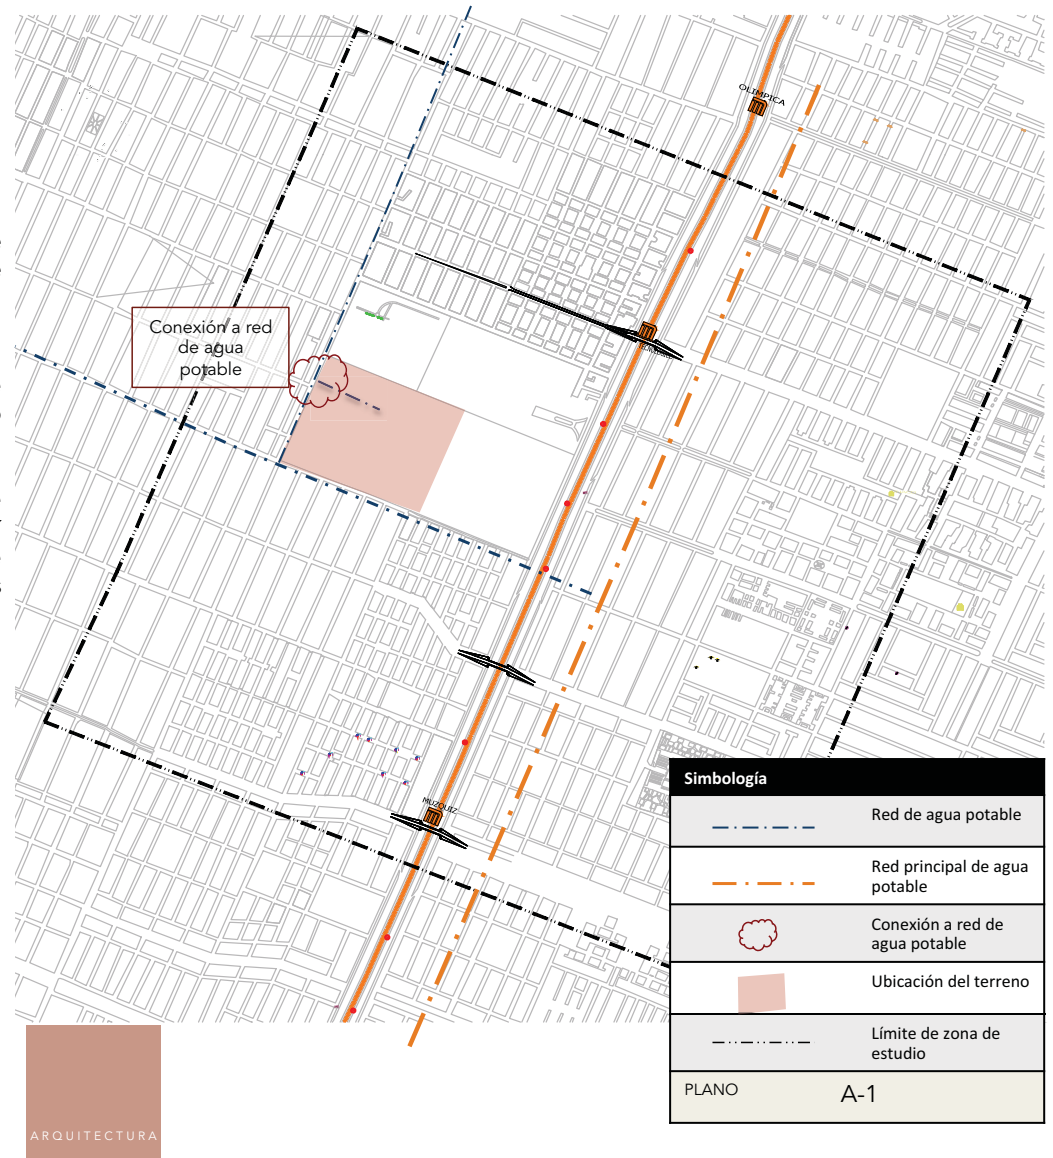 OLIMPICA
Conexión a red
de agua
potable
MUZQUIZ
Simbología
Red de agua potable
Red principal de agua
potable
Conexión a red de
agua potable
Ubicación del terreno
Límite de zona de
estudio
PLANO A-1
ARQUITECTURA